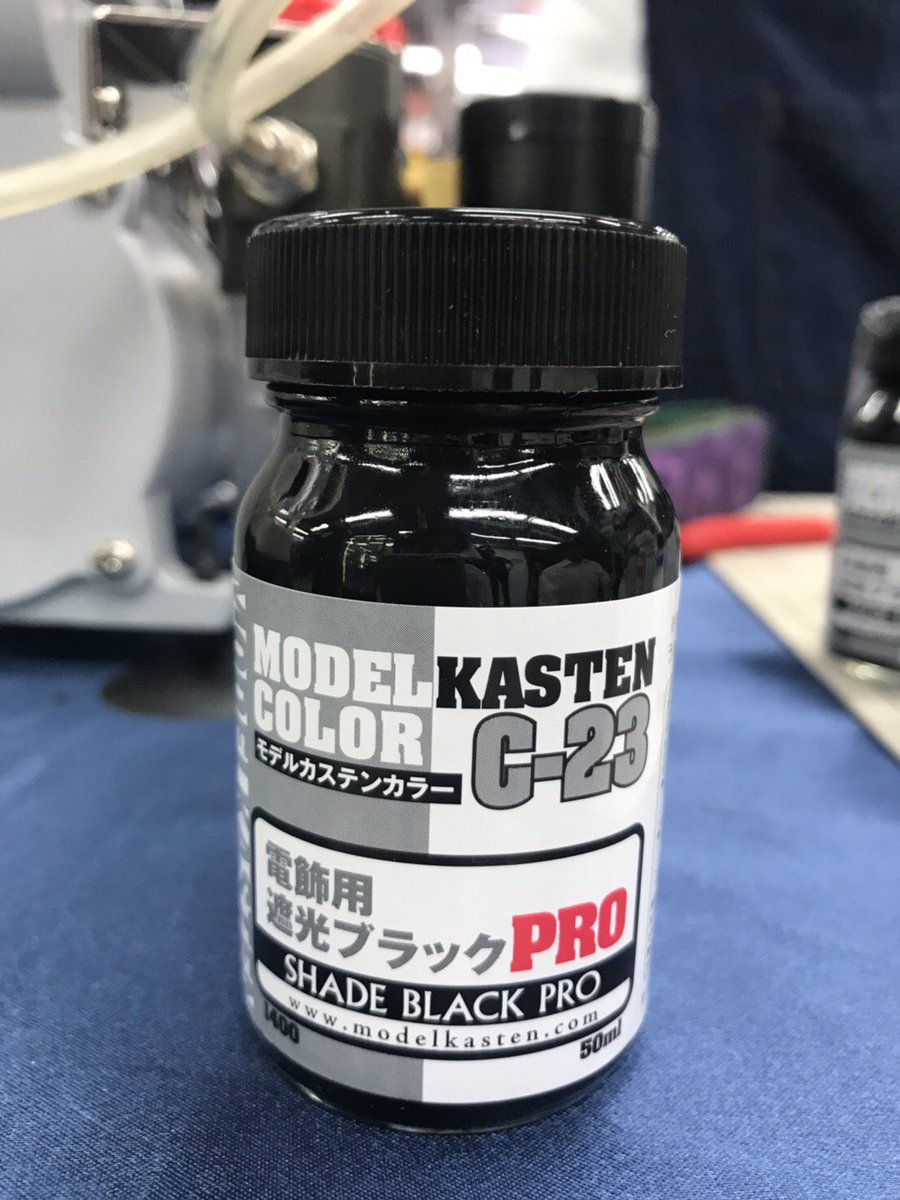 MODEL KASTEN
COLOR C-23
モデルカステンカラー
電飾用
遮光ブラックPRO
SHADE BLACK PRO
www.modelkasten.com
1400 50ml